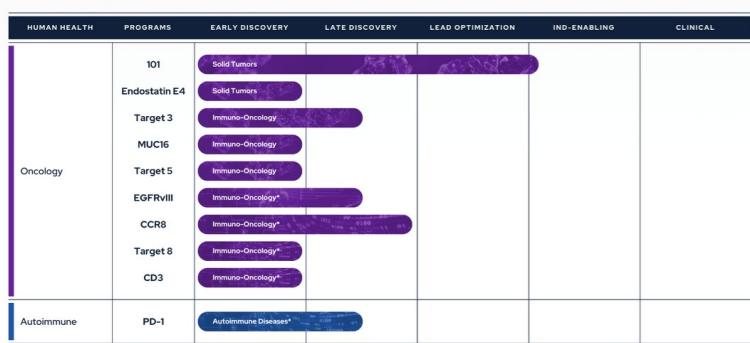 HUMAN HEALTH PROGRAMS EARLY DISCOVERY LATE DISCOVERY LEAD OPTIMIZATION IND-ENABLING CLINICAL
Oncology
101 Solid Tumors
Endostatin E4 Solid Tumors
Target 3 Immuno-Oncology
MUC16 Immuno-Oncology
Target 5 Immuno-Oncology
EGFRvIII Immuno-Oncology*
CCR8 Immuno-Oncology*
Target 8 Immuno-Oncology*
CD3 Immuno-Oncology*
Autoimmune PD-1 Autoimmune Diseases*